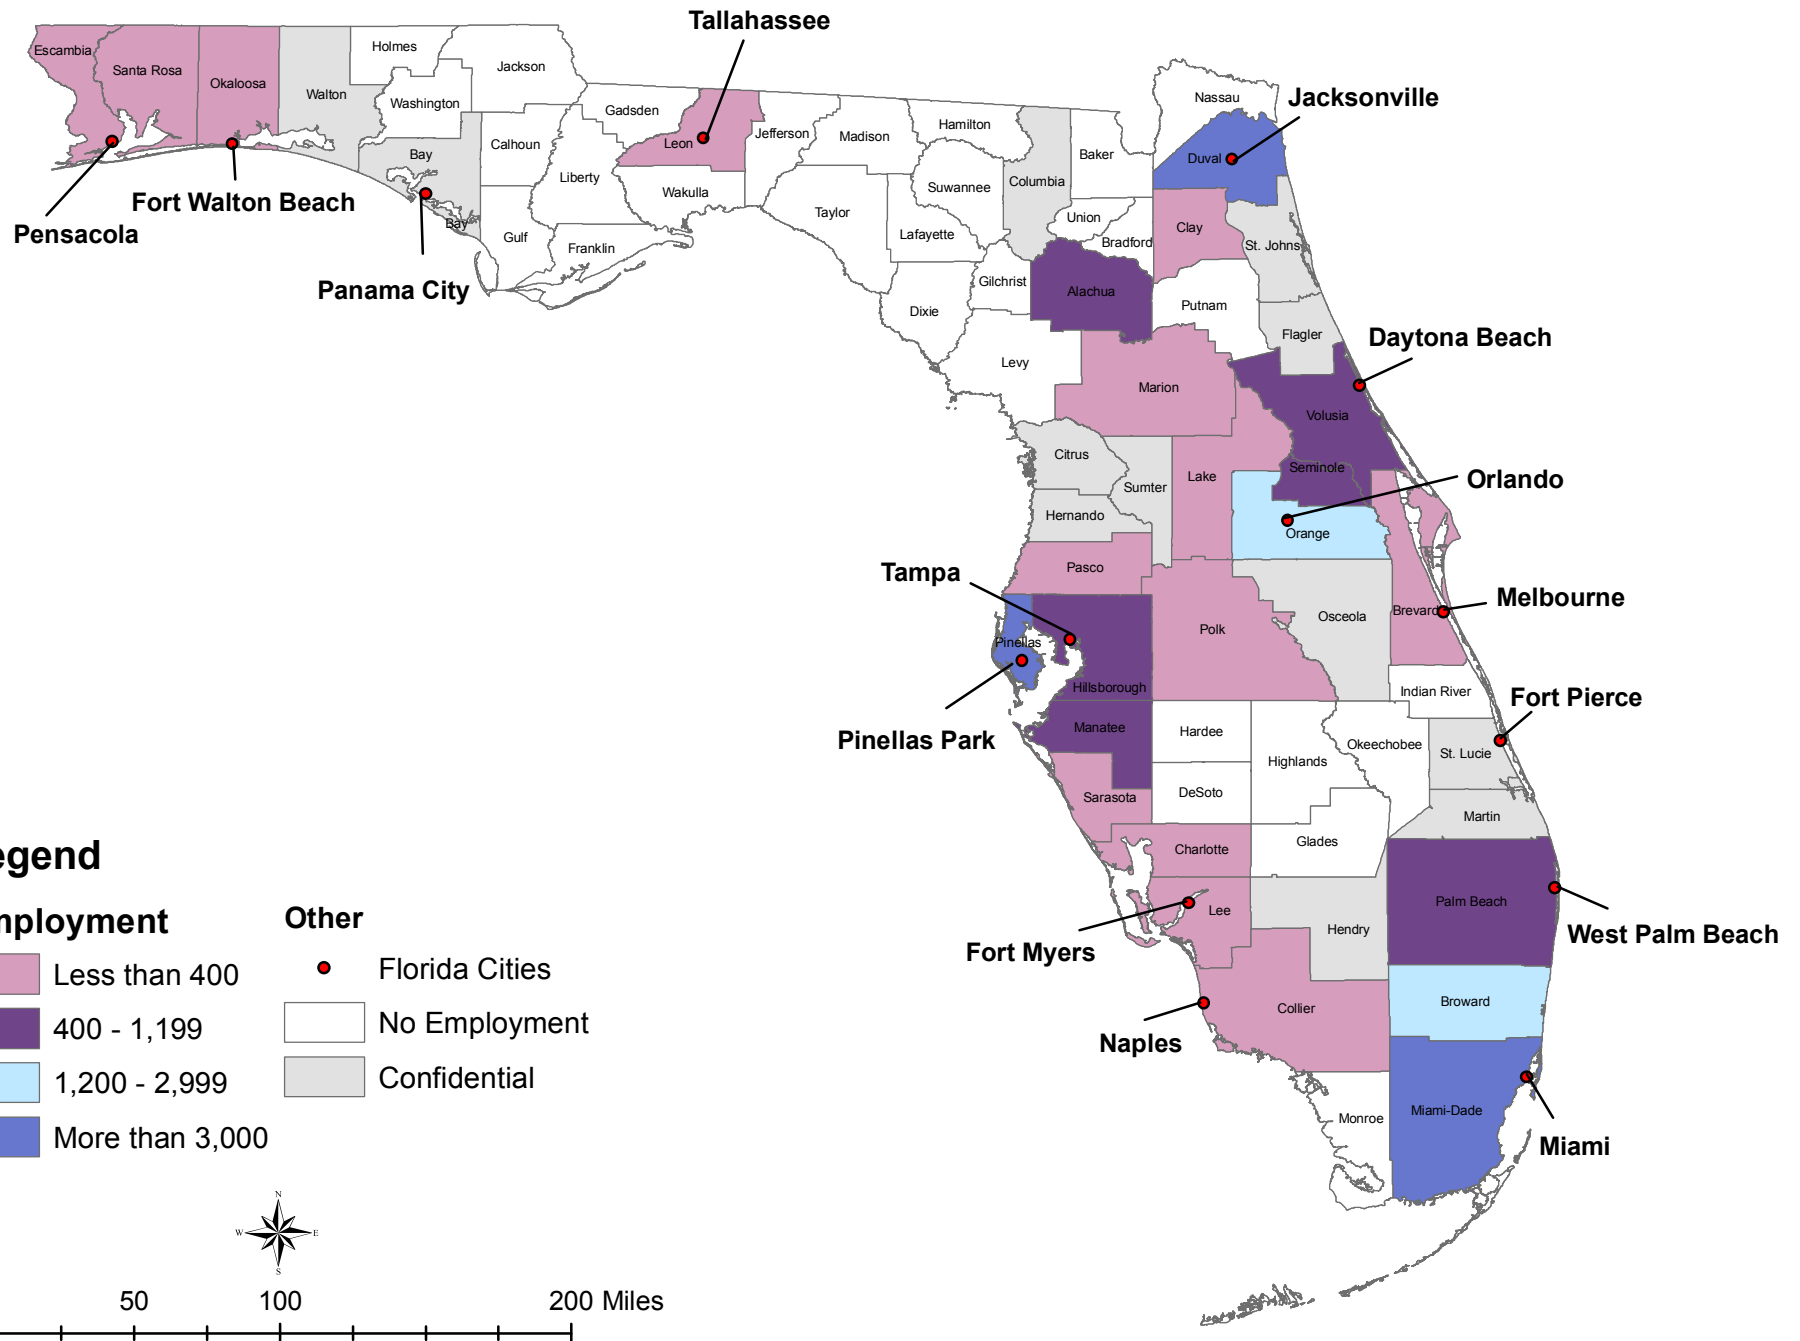 Tallahassee
Escambia
Santa Rosa
Okaloosa
Walton
Holmes
Jackson
Washington
Bay
Bay
Calhoun
Gulf
Gadsden
Liberty
Franklin
Leon
Wakulla
Jefferson
Madison
Taylor
Hamilton
Suwannee
Lafayette
Dixie
Columbia
Gilchrist
Levy
Baker
Union
Bradford
Alachua
Nassau
Duval
Clay
St. Johns
Putnam
Flagler
Marion
Volusia
Citrus
Sumter
Lake
Seminole
Hernando
Orange
Pasco
Polk
Osceola
Brevard
Pinellas
Hillsborough
Manatee
Hardee
Highlands
Okeechobee
Indian River
St. Lucie
Sarasota
DeSoto
Martin
Charlotte
Glades
Lee
Hendry
Palm Beach
Collier
Broward
Monroe
Miami-Dade
Jacksonville
Pensacola
Fort Walton Beach
Panama City
Daytona Beach
Orlando
Tampa
Melbourne
Pinellas Park
Fort Pierce
Fort Myers
West Palm Beach
Naples
Miami
egend
mployment
Less than 400
400 - 1,199
1,200 - 2,999
More than 3,000
Other
Florida Cities
No Employment
Confidential
N
W
E
S
50 100 200 Miles